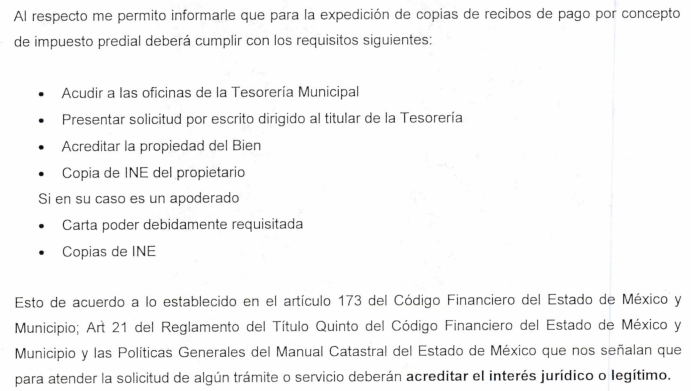 Al respecto me permito informarle que para la expedición de copias de recibos de pago por concepto
de impuesto predial deberá cumplir con los requisitos siguientes:
• Acudir a las oficinas de la Tesorería Municipal
• Presentar solicitud por escrito dirigido al titular de la Tesorería
• Acreditar la propiedad del Bien
• Copia de INE del propietario
Si en su caso es un apoderado
• Carta poder debidamente requisitada
• Copias de INE
Esto de acuerdo a lo establecido en el artículo 173 del Código Financiero del Estado de México y
Municipio; Art 21 del Reglamento del Título Quinto del Código Financiero del Estado de México y
Municipio y las Políticas Generales del Manual Catastral del Estado de México que nos señalan que
para atender la solicitud de algún trámite o servicio deberán acreditar el interés jurídico o legítimo.